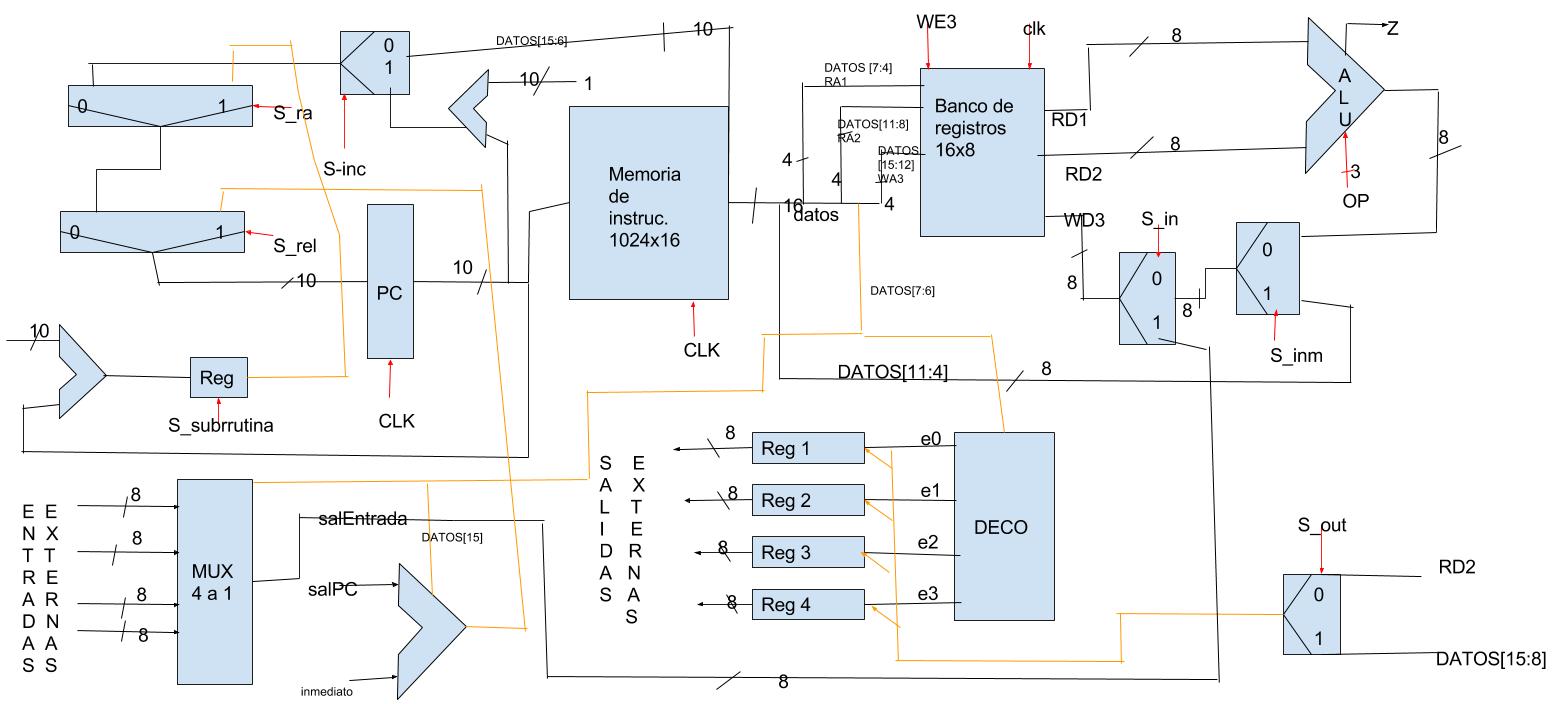 WE3
clk
Z
10
DATOS[15:6]
0
1
8
10
1
DATOS [7:4]
RA1
A
L
U
0
1
S_ra
Banco de
registros
16x8
RD1
DATOS[11:8]
RA2
8
8
DATOS
[15:12]
WA3
4
S-inc
Memoria
de
instruc.
1024x16
RD2
3
4
OP
16
datos
4
WD3
S_in
0
1
S_rel
0
1
0
1
8
8
10
10
PC
DATOS[7:6]
10
CLK
S_inm
Reg
DATOS[11:4]
8
CLK
S_subrrutina
8
Reg 1
e0
SALIDAS
EXTERNAS
8
Reg 2
e1
ENTRADAS
EXTERNAS
8
salEntrada
DATOS[15]
8
DECO
S_out
8
Reg 3
e2
MUX
4 a 1
salPC
RD2
8
8
8
Reg 4
e3
0
1
DATOS[15:8]
inmediato
8